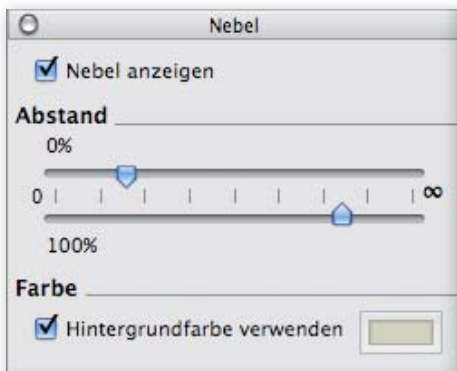 Nebel
Nebel anzeigen
Abstand
0%
0 ∞
100%
Farbe
Hintergrundfarbe verwenden